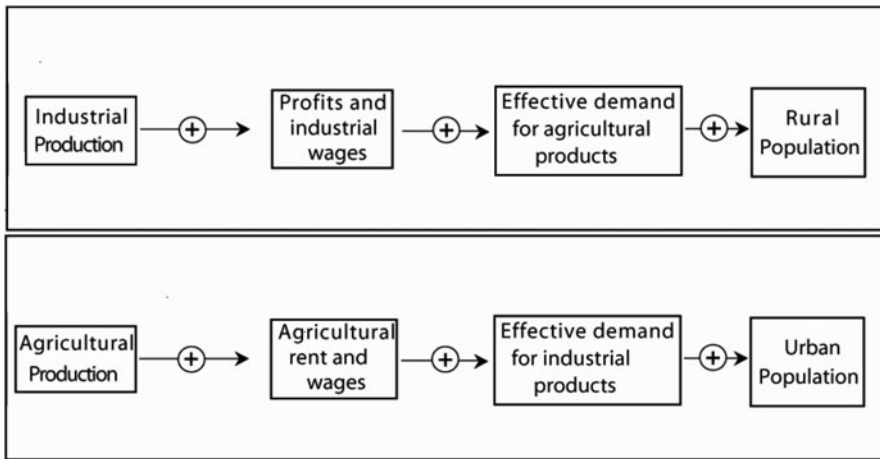 Industrial
Production
+
Profits and
industrial
wages
+
Effective demand
for agricultural
products
+
Rural
Population
Agricultural
Production
+
Agricultural
rent and
wages
+
Effective demand
for industrial
products
+
Urban
Population